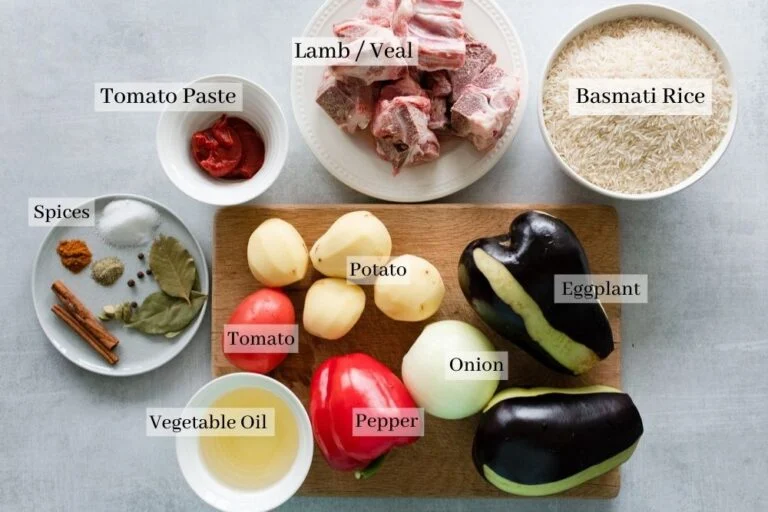 Lamb / Veal
Tomato Paste
Basmati Rice
Spices
Potato
Eggplant
Tomato
Onion
Vegetable Oil
Pepper